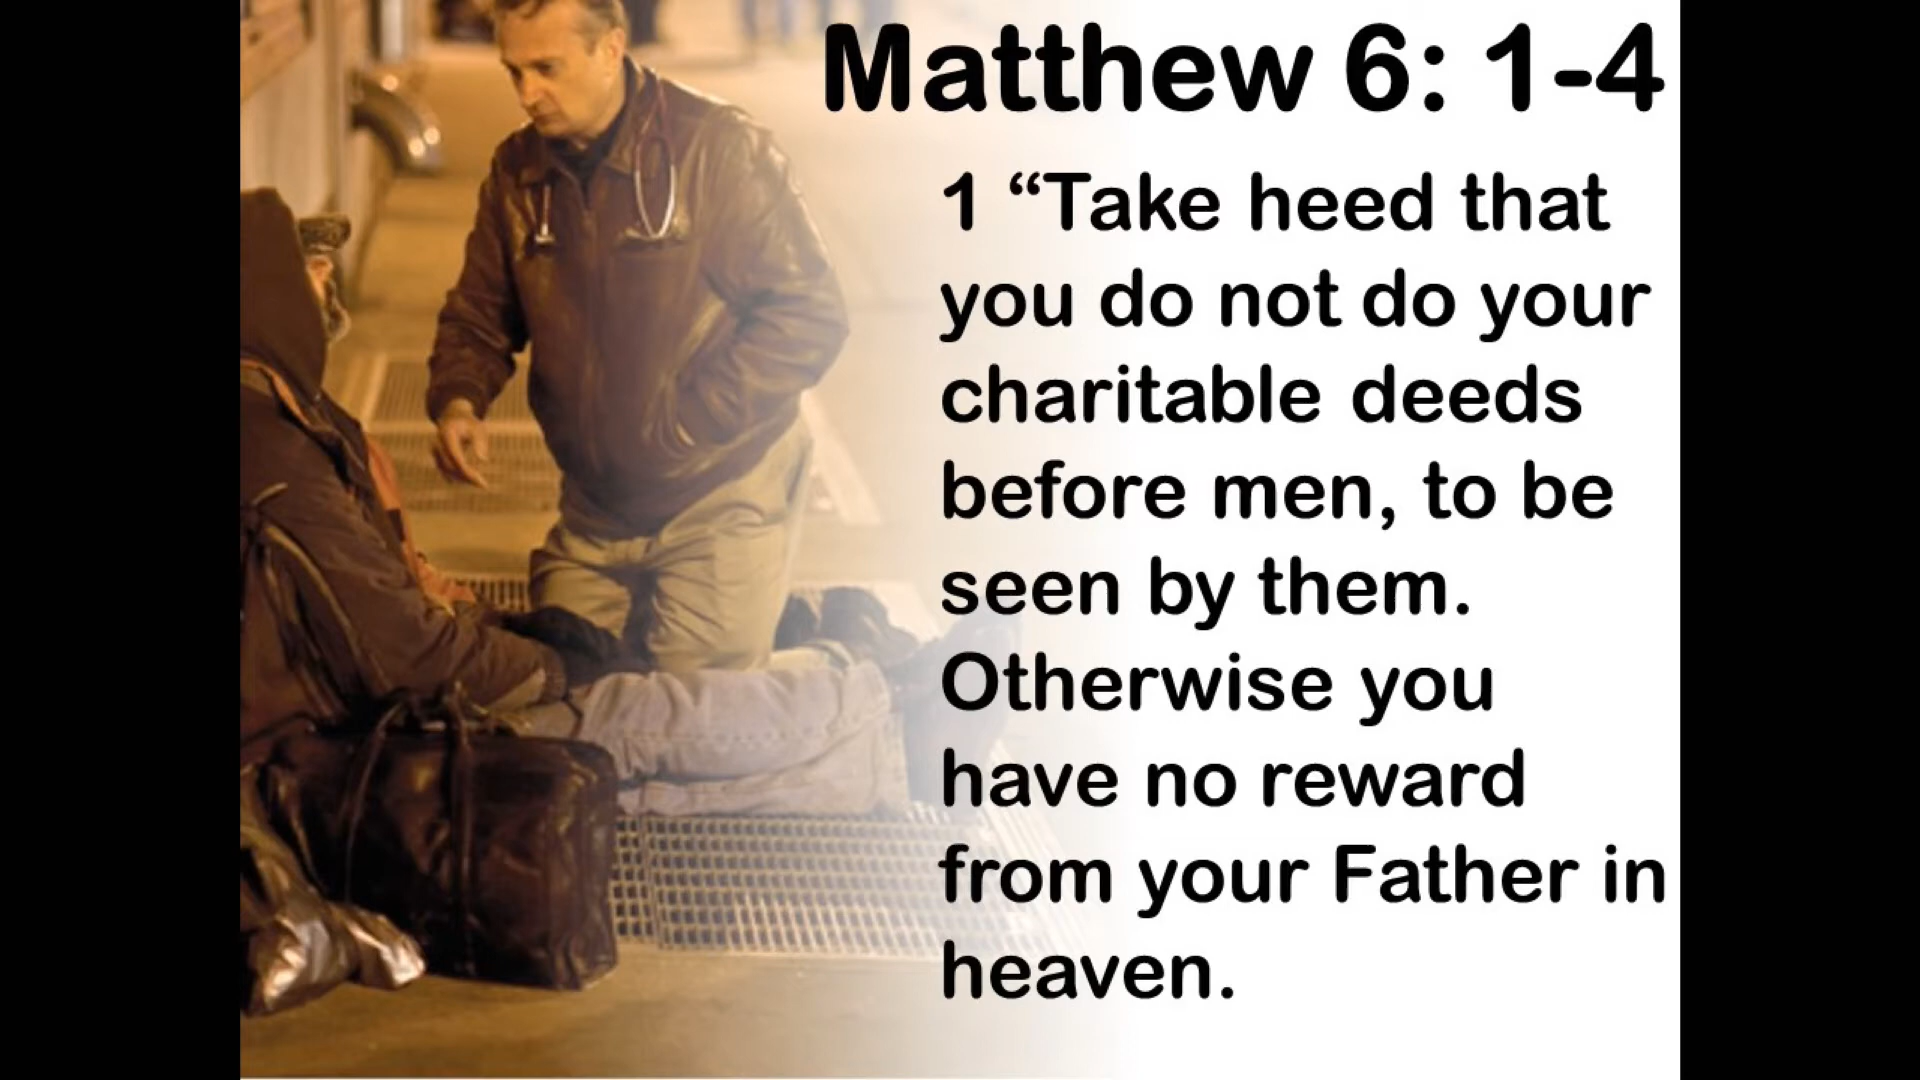 Matthew 6: 1-4
1 “Take heed that
you do not do your
charitable deeds
before men, to be
seen by them.
Otherwise you
have no reward
from your Father in
heaven.